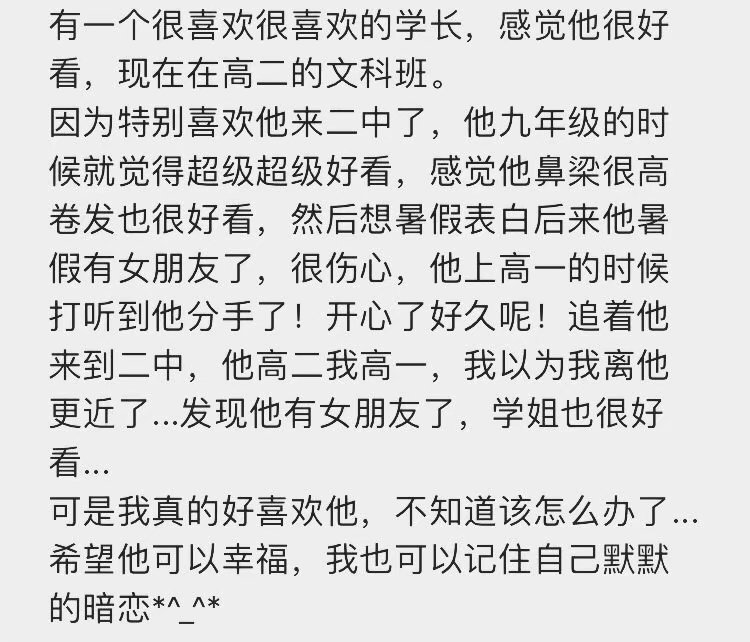 有一个很喜欢很喜欢的学长，感觉他很好
看，现在在高二的文科班。
因为特别喜欢他来二中了，他九年级的时
候就觉得超级超级好看，感觉他鼻梁很高
卷发也很好看，然后想暑假表白后来他暑
假有女朋友了，很伤心，他上高一的时候
打听到他分手了！开心了好久呢！追着他
来到二中，他高二我高一，我以为我离他
更近了...发现他有女朋友了，学姐也很好
看...
可是我真的好喜欢他，不知道该怎么办了...
希望他可以幸福，我也可以记住自己默默
的暗恋*^_^*